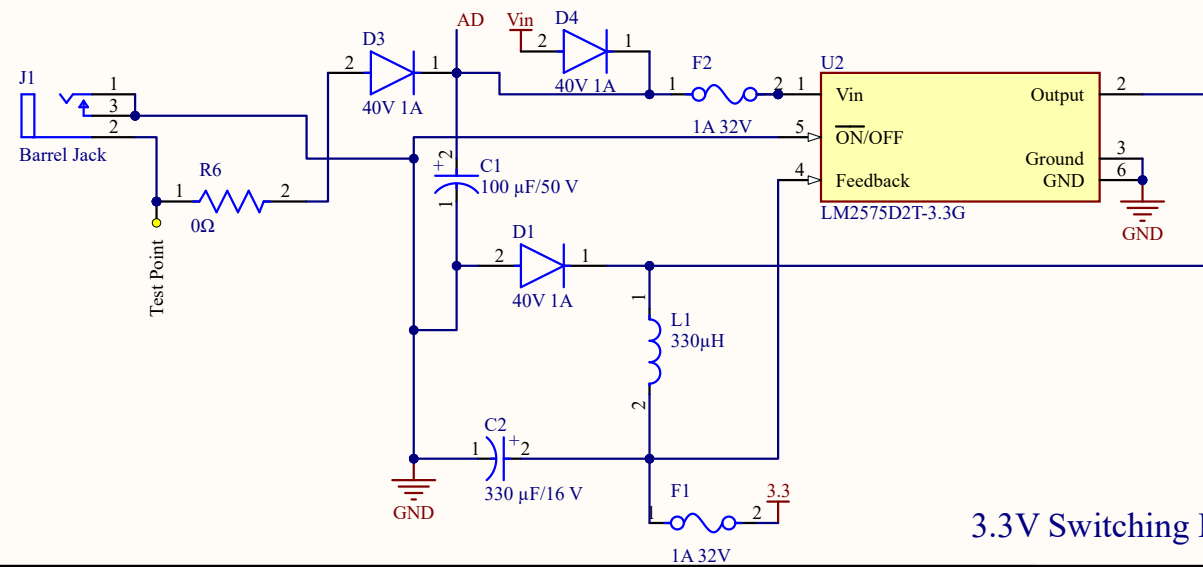 J1
1
3
2
Barrel Jack
R6
1
2
0Ω
Test Point
D3
2
1
40V 1A
AD
Vin
D4
2
1
40V 1A
F2
1
2
1A 32V
U2
1
Vin
Output
2
5
ON/OFF
Ground
3
4
Feedback
GND
6
LM2575D2T-3.3G
GND
2
+
C1
100 µF/50 V
1
D1
2
1
40V 1A
1
L1
330µH
2
C2
1
+
2
330 µF/16 V
GND
F1
1
2
3.3
1A 32V
3.3V Switching